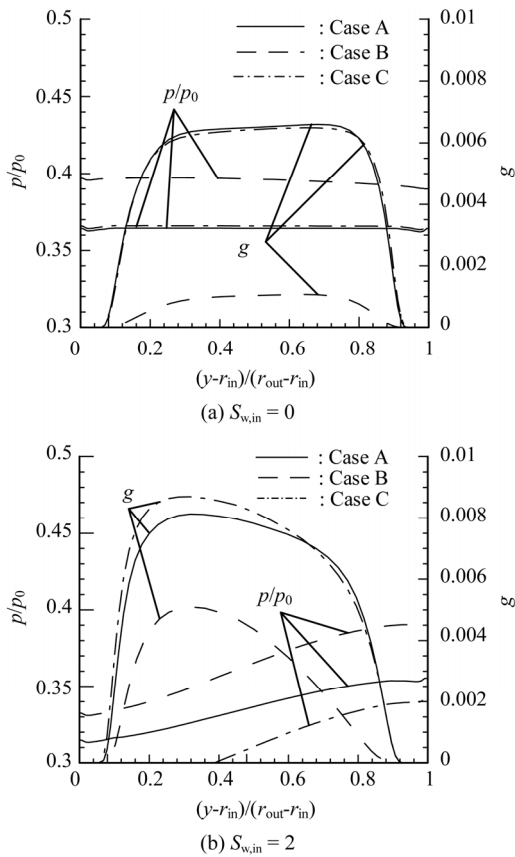 0.5
0.45
0.4
0.35
0.3
p/p0
0.01
0.008
0.006
0.004
0.002
0
g
: Case A
: Case B
: Case C
p/p0
g
0 0.2 0.4 0.6 0.8 1
(y-rin)/(rout-rin)
(a) Sw,in = 0
0.5
0.45
0.4
0.35
0.3
p/p0
0.01
0.008
0.006
0.004
0.002
0
g
: Case A
: Case B
: Case C
g
p/p0
0 0.2 0.4 0.6 0.8 1
(y-rin)/(rout-rin)
(b) Sw,in = 2